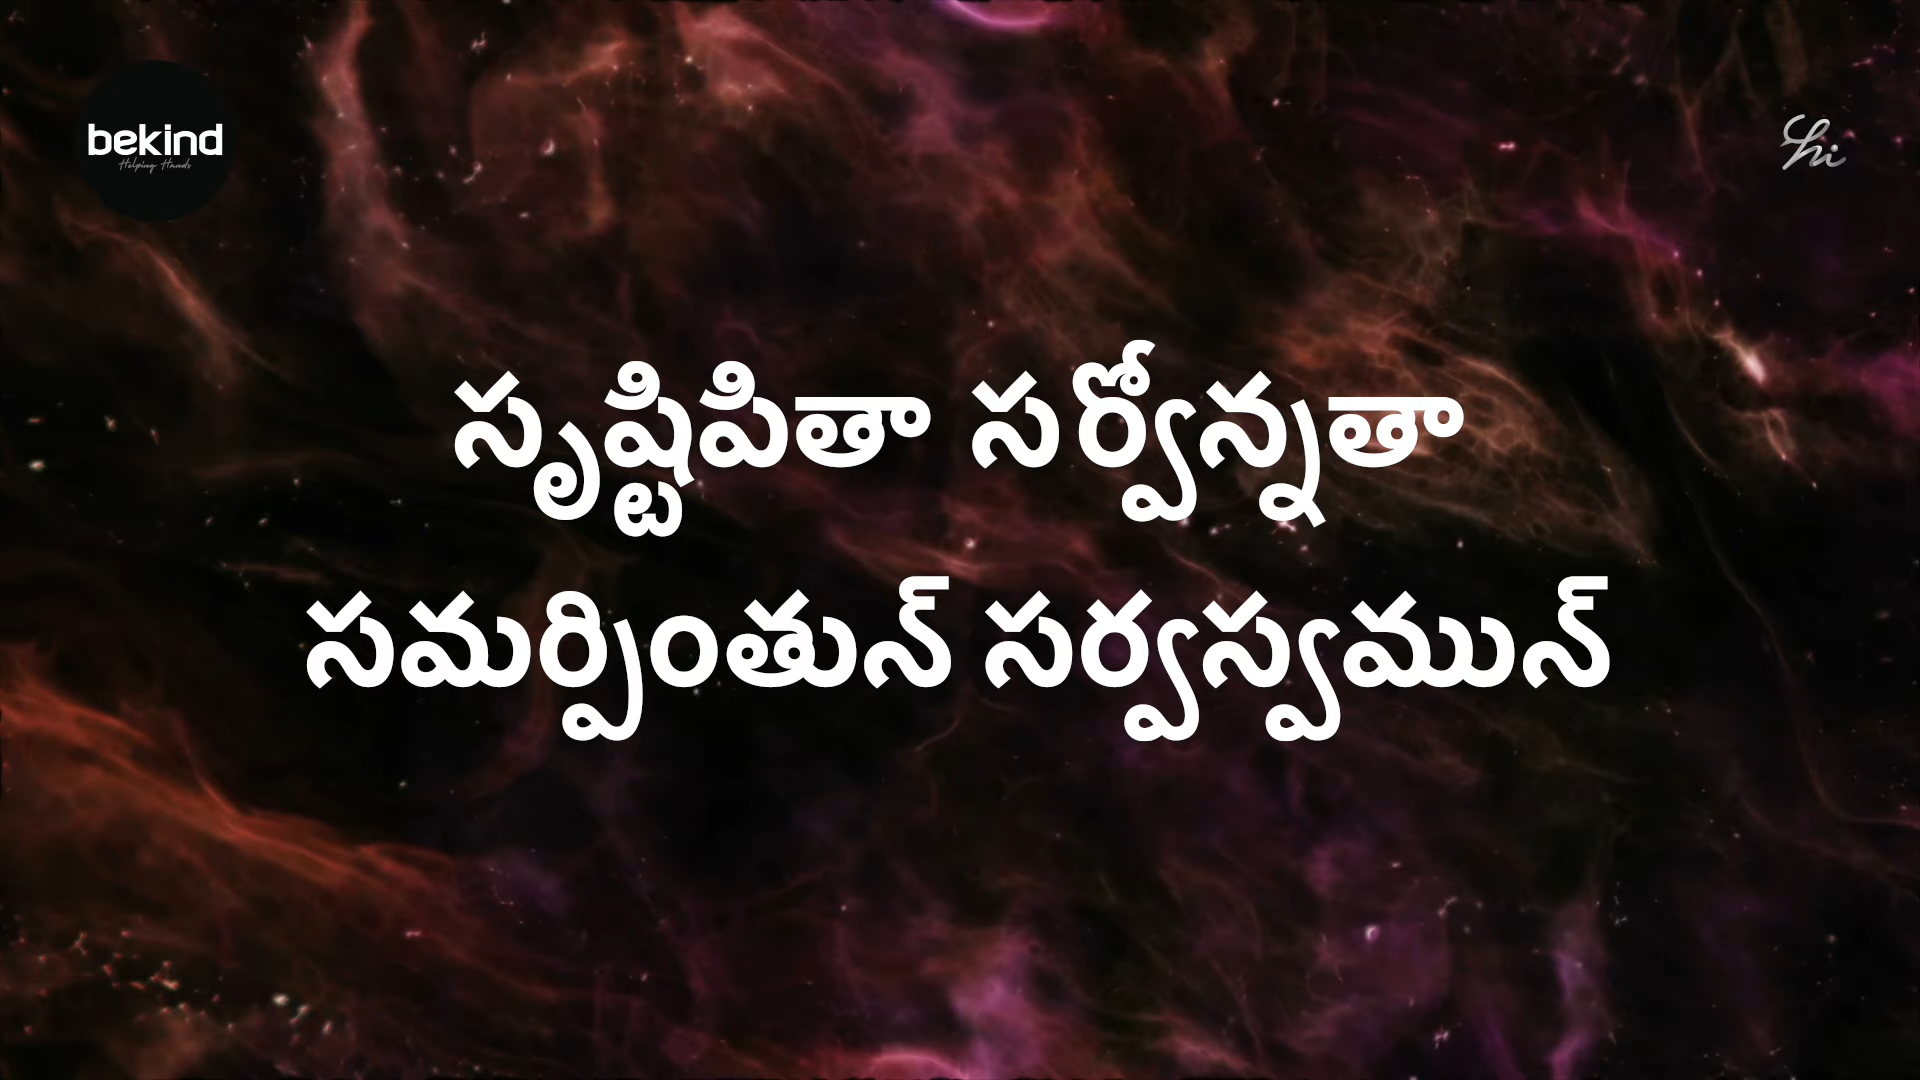 bekind
Helping Hands
సృష్టిపితా సర్వోన్నతా
సమర్పింతున్ సర్వస్వమున్